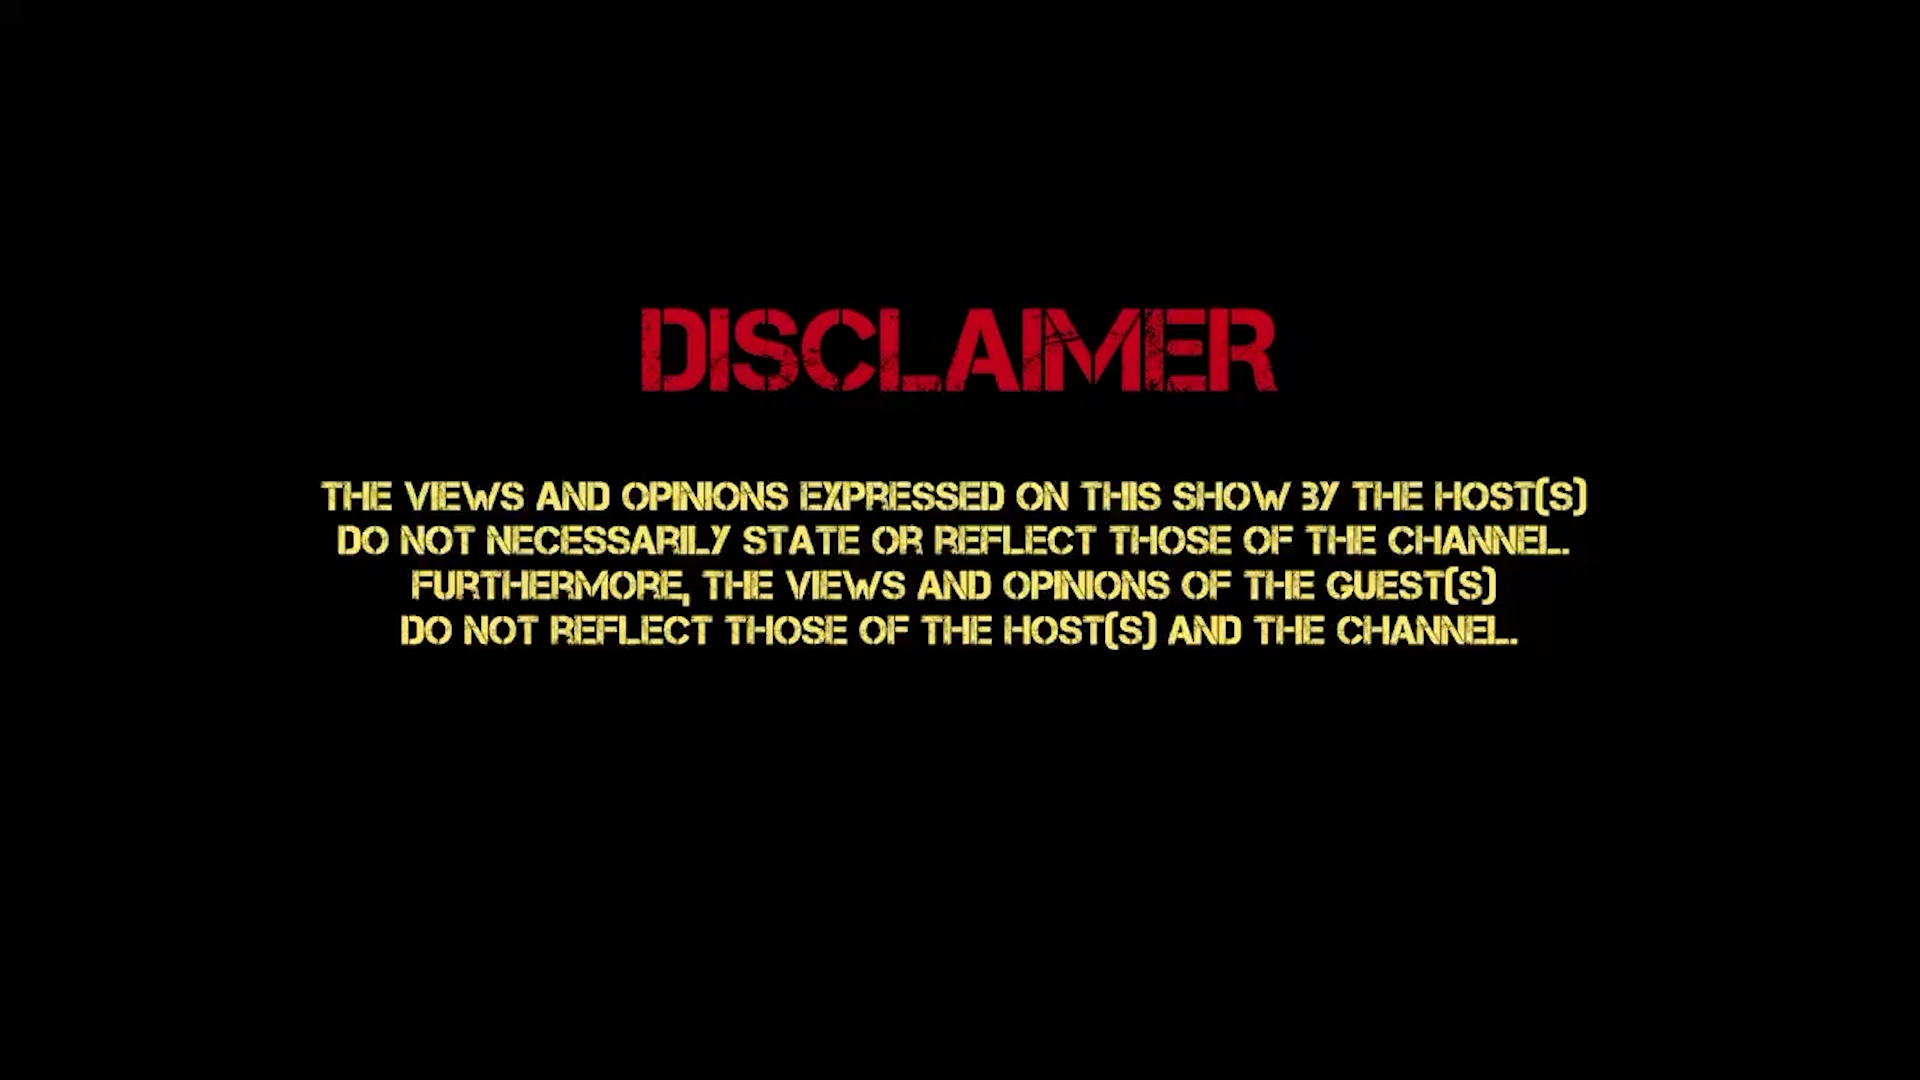 DISCLAIMER
THE VIEWS AND OPINIONS EXPRESSED ON THIS SHOW BY THE HOST(S)
DO NOT NECESSARILY STATE OR REFLECT THOSE OF THE CHANNEL.
FURTHERMORE, THE VIEWS AND OPINIONS OF THE GUEST(S)
DO NOT REFLECT THOSE OF THE HOST(S) AND THE CHANNEL.